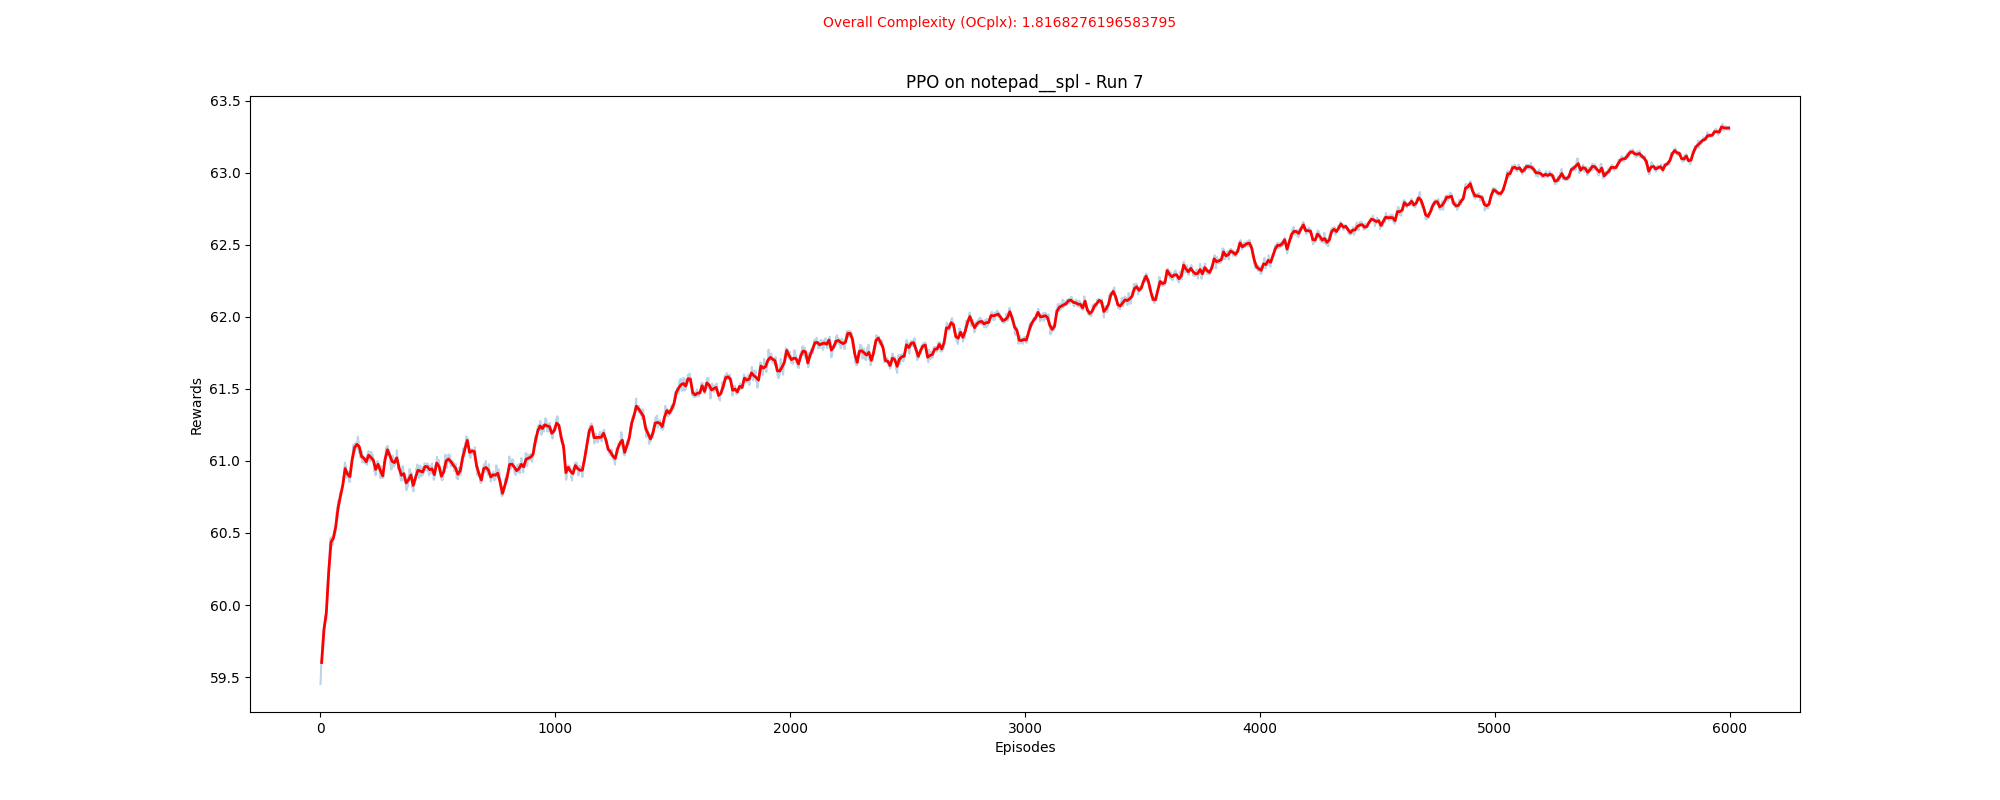 Overall Complexity (OCplx): 1.8168276196583795
PPO on notepad__spl - Run 7
63.5
63.0
62.5
62.0
61.5
61.0
60.5
60.0
59.5
Rewards
0 1000 2000 3000 4000 5000 6000
Episodes